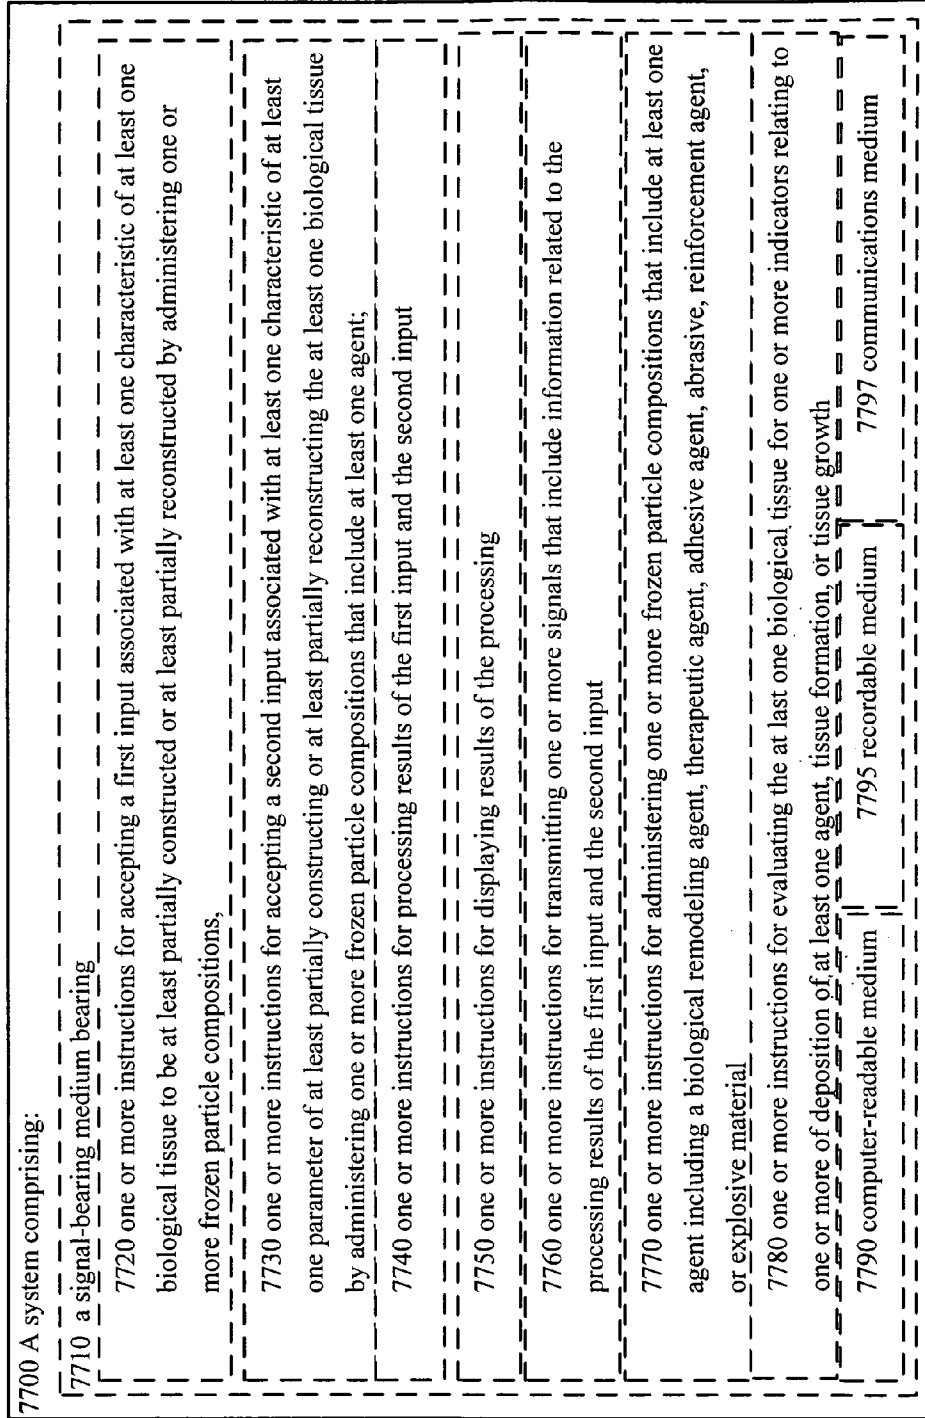 7700 A system comprising:
7710 a signal-bearing medium bearing
7720 one or more instructions for accepting a first input associated with at least one characteristic of at least one
biological tissue to be at least partially constructed or at least partially reconstructed by administering one or
more frozen particle compositions,
7730 one or more instructions for accepting a second input associated with at least one characteristic of at least
one parameter of at least partially constructing or at least partially reconstructing the at least one biological tissue
by administering one or more frozen particle compositions that include at least one agent;
7740 one or more instructions for processing results of the first input and the second input
7750 one or more instructions for displaying results of the processing
7760 one or more instructions for transmitting one or more signals that include information related to the
processing results of the first input and the second input
7770 one or more instructions for administering one or more frozen particle compositions that include at least one
agent including a biological remodeling agent, therapeutic agent, adhesive agent, abrasive, reinforcement agent,
or explosive material
7780 one or more instructions for evaluating the at last one biological tissue for one or more indicators relating to
one or more of deposition of at least one agent, tissue formation, or tissue growth
7790 computer-readable medium
7795 recordable medium
7797 communications medium